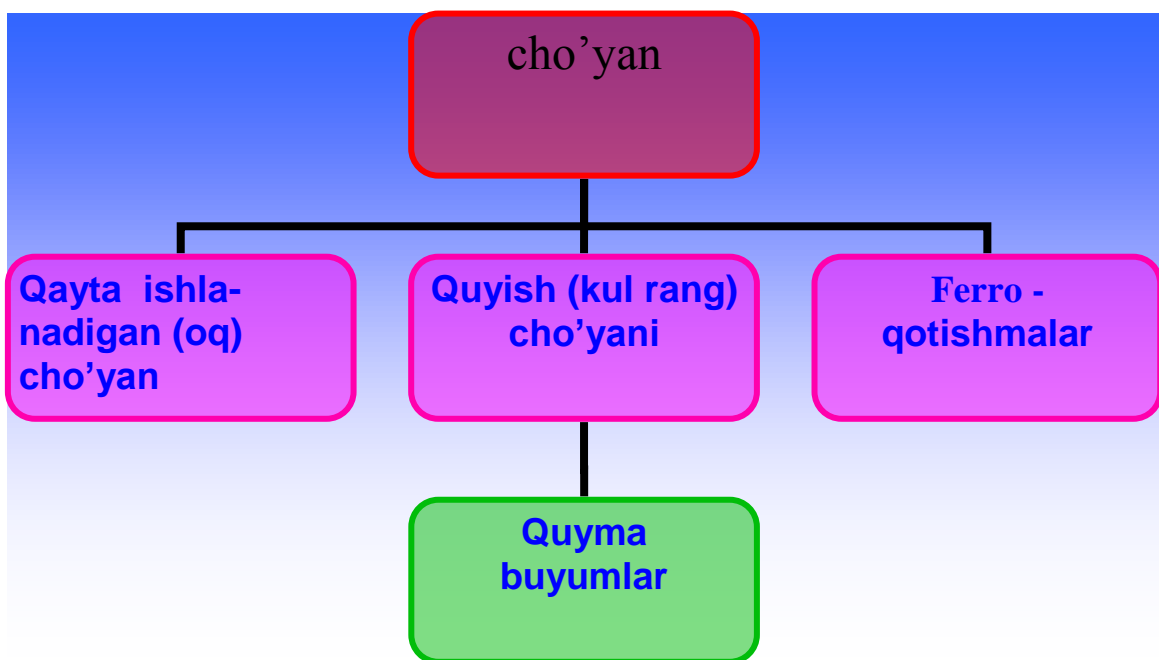 cho’yan
Qayta ishla-
nadigan (oq)
cho’yan
Quyish (kul rang)
cho’yani
Ferro -
qotishmalar
Quyma
buyumlar